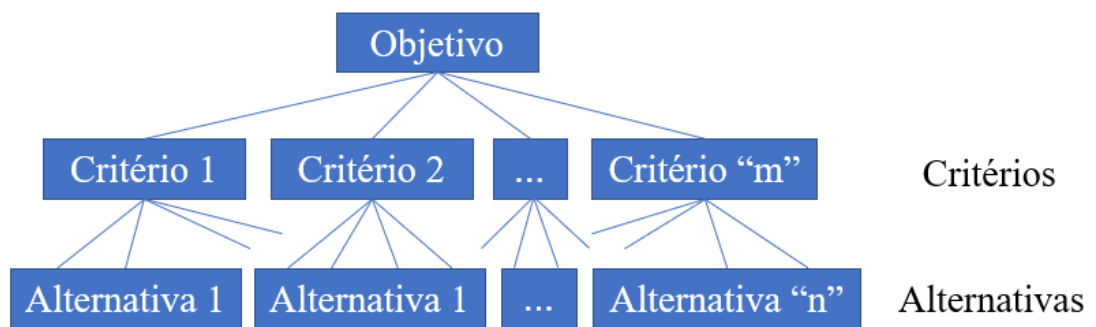 Objetivo
Critério 1 Critério 2 ... Critério “m” Critérios
Alternativa 1 Alternativa 1 ... Alternativa “n” Alternativas